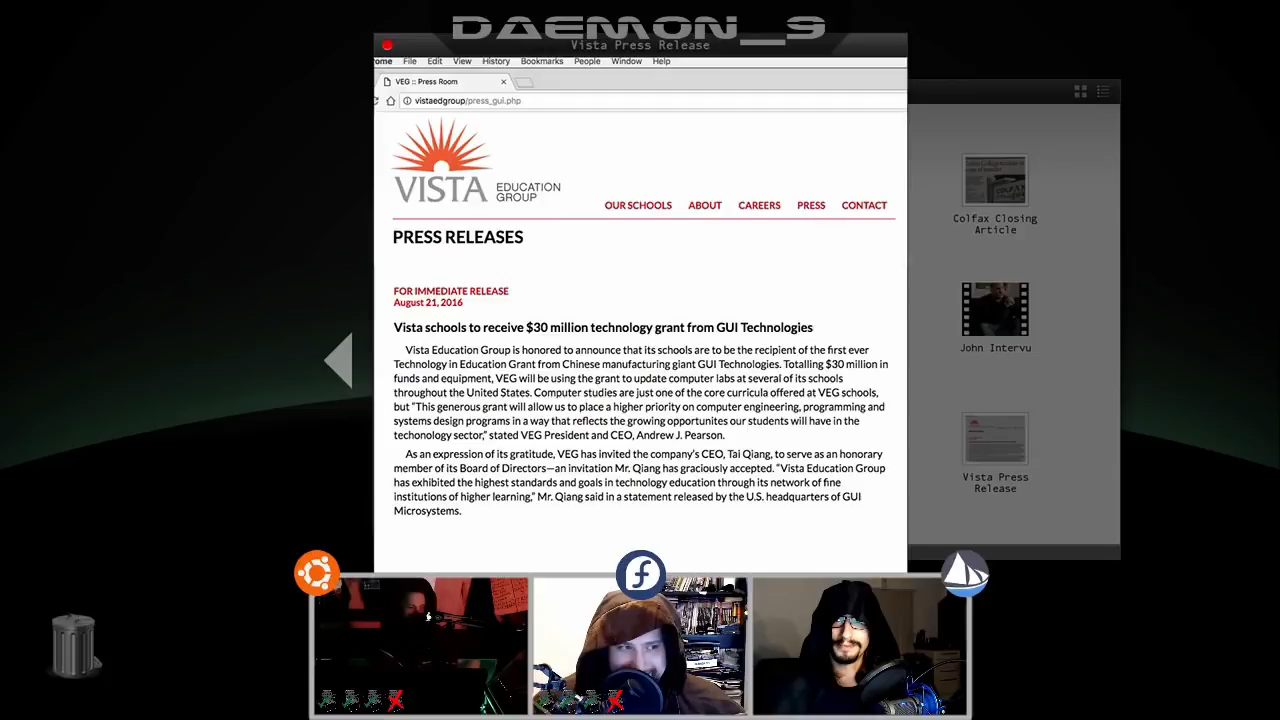 DAEMON_9
Vista Press Release
ome File Edit View History Bookmarks People Window Help
VEG :: Press Room
vistaedgroup/press_gui.php
VISTA EDUCATION GROUP
OUR SCHOOLS ABOUT CAREERS PRESS CONTACT
PRESS RELEASES
FOR IMMEDIATE RELEASE
August 21, 2016
Vista schools to receive $30 million technology grant from GUI Technologies
Vista Education Group is honored to announce that its schools are to be the recipient of the first ever
Technology in Education Grant from Chinese manufacturing giant GUI Technologies. Totalling $30 million in
funds and equipment, VEG will be using the grant to update computer labs at several of its schools
throughout the United States. Computer studies are just one of the core curricula offered at VEG schools,
but “This generous grant will allow us to place a higher priority on computer engineering, programming and
systems design programs in a way that reflects the growing opportunites our students will have in the
techonology sector,” stated VEG President and CEO, Andrew J. Pearson.
As an expression of its gratitude, VEG has invited the company's CEO, Tai Qiang, to serve as an honorary
member of its Board of Directors—an invitation Mr. Qiang has graciously accepted. “Vista Education Group
has exhibited the highest standards and goals in technology education through its network of fine
institutions of higher learning,” Mr. Qiang said in a statement released by the U.S. headquarters of GUI
Microsystems.
Colfax Closing
Article
John Intervu
Vista Press
Release